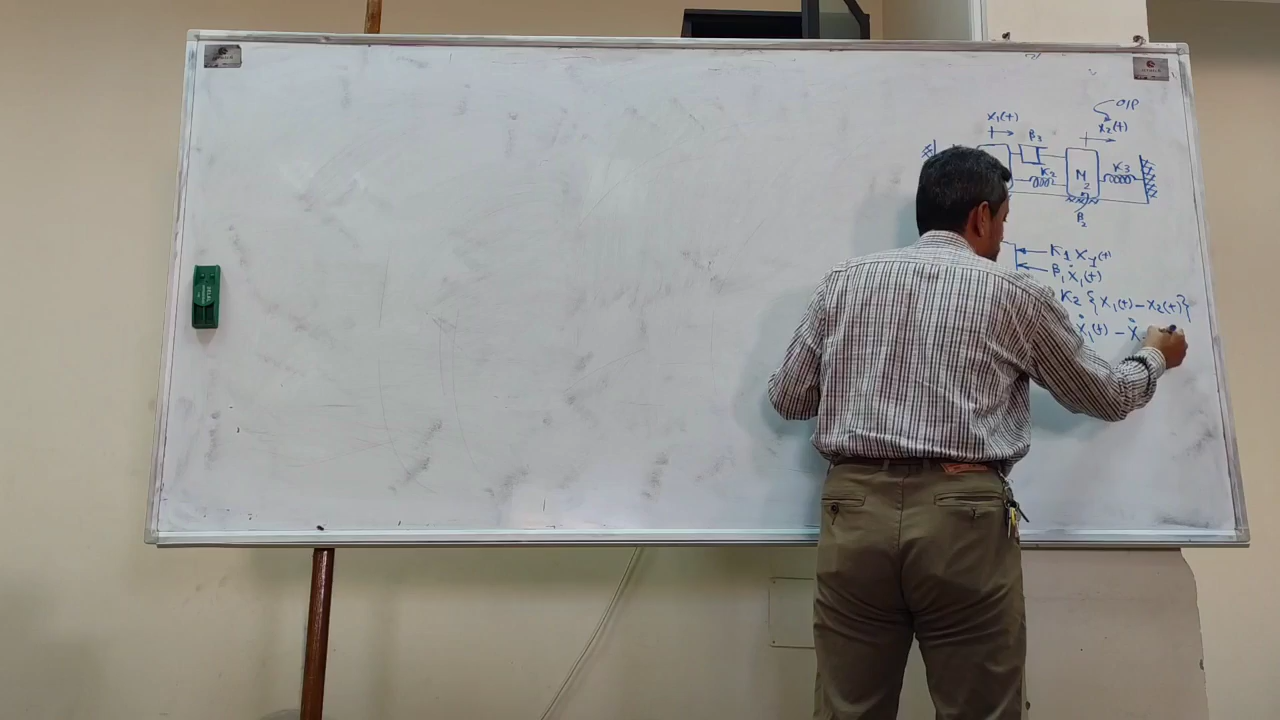 O/P
x₁(t)
x₂(t)
B₃
K₂
M₂
K₃
B₂
K₁ x₁(t)
B₁ ẋ₁(t)
K₂ {x₁(t) - x₂(t)}
ẋ₁(t) - ẋ